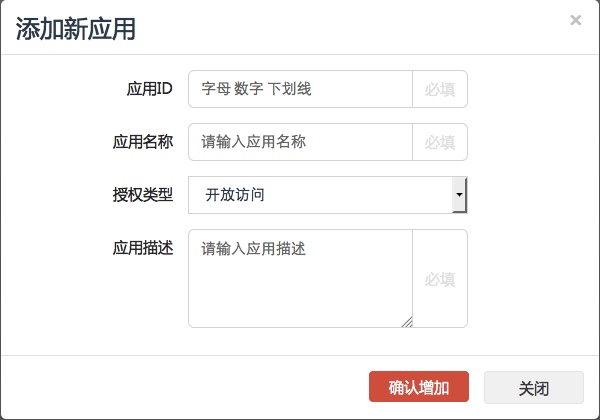 添加新应用 ×
应用ID 字母 数字 下划线 必填
应用名称 请输入应用名称 必填
授权类型 开放访问
应用描述 请输入应用描述 必填
确认增加 关闭